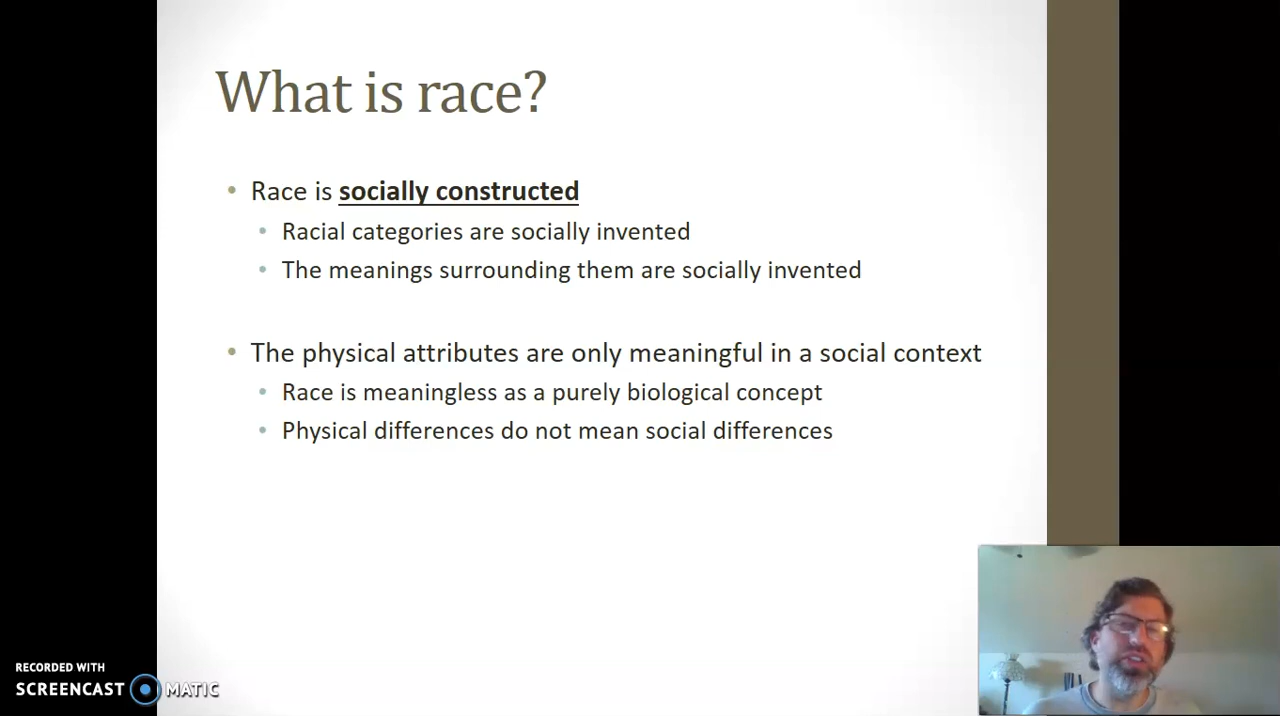 What is race?
• Race is socially constructed
• Racial categories are socially invented
• The meanings surrounding them are socially invented
• The physical attributes are only meaningful in a social context
• Race is meaningless as a purely biological concept
• Physical differences do not mean social differences
RECORDED WITH
SCREENCAST MATIC